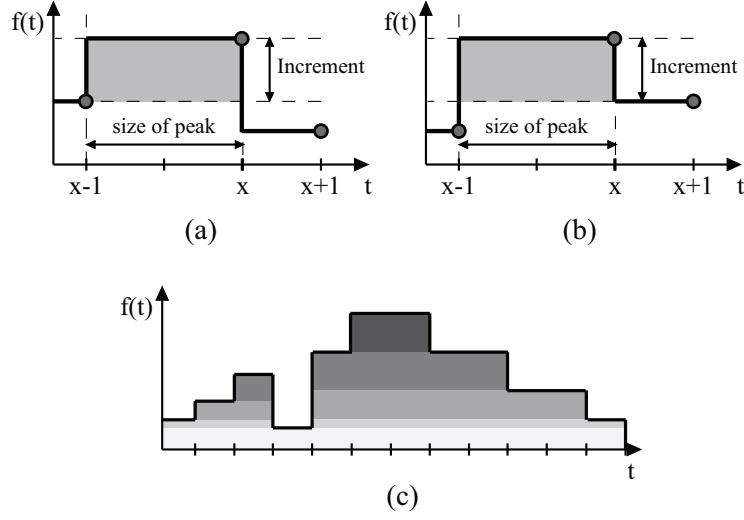 f(t)
Increment
size of peak
x-1
x
x+1
t
(a)
f(t)
Increment
size of peak
x-1
x
x+1
t
(b)
f(t)
t
(c)